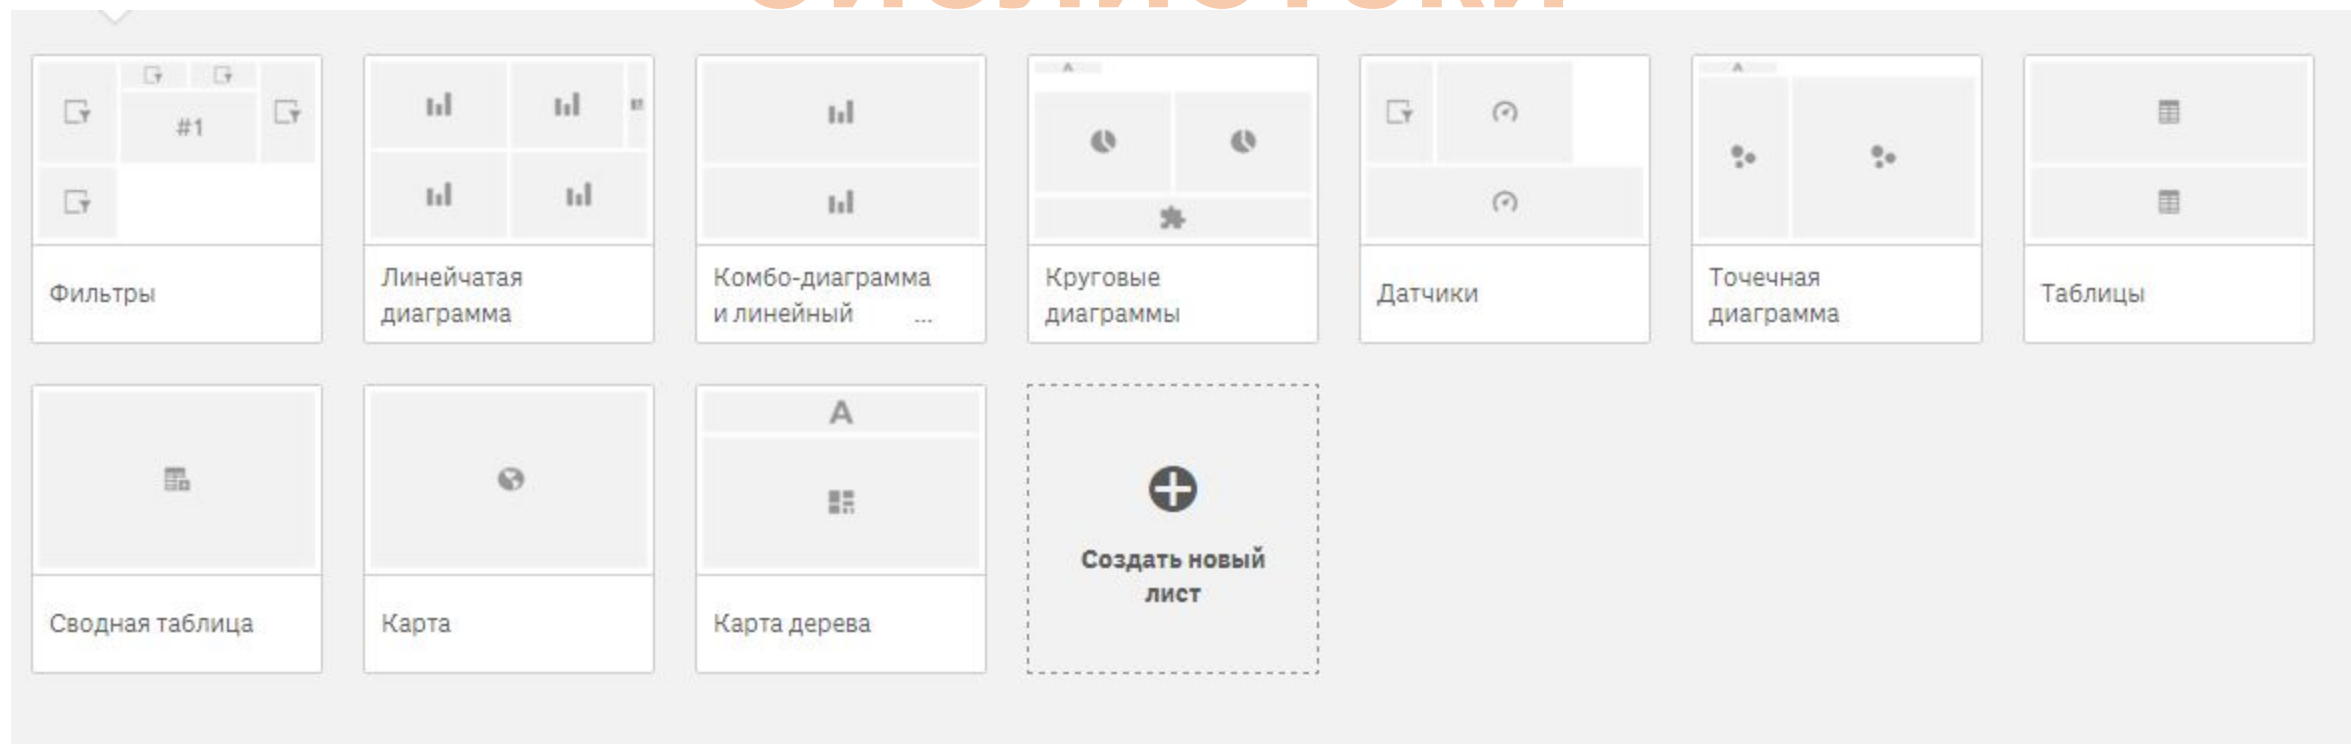 #1
Фильтры
Линейчатая
диаграмма
Комбо-диаграмма
и линейный ...
A
Круговые
диаграммы
Датчики
A
Точечная
диаграмма
Таблицы
Сводная таблица
Карта
A
Карта дерева
Создать новый
лист